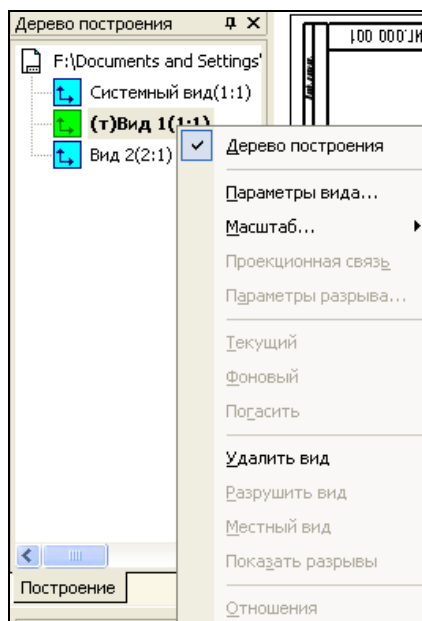 Дерево построения
F:\Documents and Settings'
Системный вид(1:1)
(т)Вид 1(1:1)
Вид 2(2:1)
Дерево построения
Параметры вида...
Масштаб...
Проекционная связь
Параметры разрыва...
Текущий
Фоновый
Погасить
Удалить вид
Разрушить вид
Местный вид
Показать разрывы
Отношения
Построение